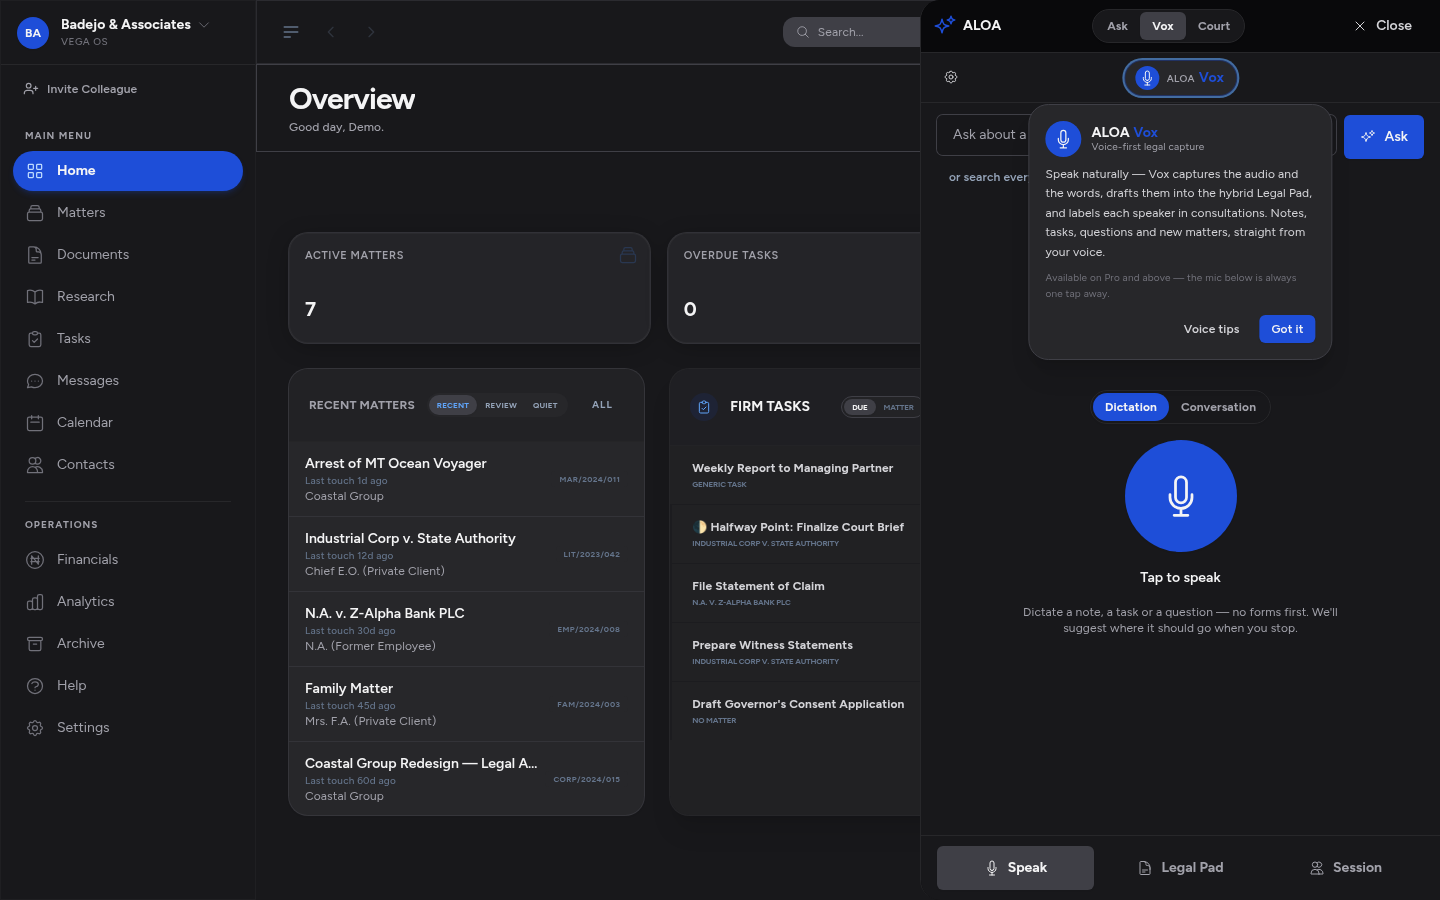 BA
Badejo & Associates
VEGA OS
Invite Colleague
MAIN MENU
Home
Matters
Documents
Research
Tasks
Messages
Calendar
Contacts
OPERATIONS
Financials
Analytics
Archive
Help
Settings
Search...
Overview
Good day, Demo.
ACTIVE MATTERS
7
OVERDUE TASKS
0
RECENT MATTERS
RECENT
REVIEW
QUIET
ALL
Arrest of MT Ocean Voyager
Last touch 1d ago
MAR/2024/011
Coastal Group
Industrial Corp v. State Authority
Last touch 12d ago
LIT/2023/042
Chief E.O. (Private Client)
N.A. v. Z-Alpha Bank PLC
Last touch 30d ago
EMP/2024/008
N.A. (Former Employee)
Family Matter
Last touch 45d ago
FAM/2024/003
Mrs. F.A. (Private Client)
Coastal Group Redesign — Legal A...
Last touch 60d ago
CORP/2024/015
Coastal Group
FIRM TASKS
DUE
MATTER
Weekly Report to Managing Partner
GENERIC TASK
🌓 Halfway Point: Finalize Court Brief
INDUSTRIAL CORP V. STATE AUTHORITY
File Statement of Claim
N.A. V. Z-ALPHA BANK PLC
Prepare Witness Statements
INDUSTRIAL CORP V. STATE AUTHORITY
Draft Governor's Consent Application
NO MATTER
ALOA
Ask
Vox
Court
Close
ALOA Vox
Ask about a
Ask
or search ever
ALOA Vox
Voice-first legal capture
Speak naturally — Vox captures the audio and
the words, drafts them into the hybrid Legal Pad,
and labels each speaker in consultations. Notes,
tasks, questions and new matters, straight from
your voice.
Available on Pro and above — the mic below is always
one tap away.
Voice tips
Got it
Dictation
Conversation
Tap to speak
Dictate a note, a task or a question — no forms first. We'll
suggest where it should go when you stop.
Speak
Legal Pad
Session